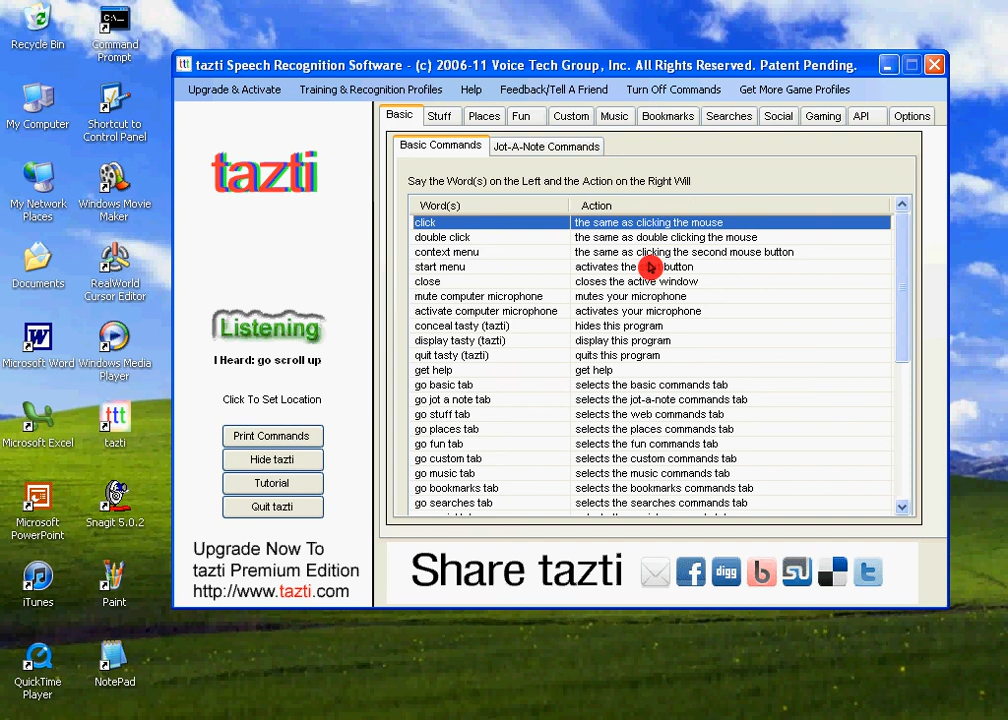 Recycle Bin
Command Prompt
My Computer
Shortcut to Control Panel
My Network Places
Windows Movie Maker
Documents
RealWorld Cursor Editor
Microsoft Word
Windows Media Player
Microsoft Excel
tazti
Microsoft PowerPoint
Snagit 5.0.2
iTunes
Paint
QuickTime Player
NotePad
ttt tazti Speech Recognition Software - (c) 2006-11 Voice Tech Group, Inc. All Rights Reserved. Patent Pending.
Upgrade & Activate Training & Recognition Profiles Help Feedback/Tell A Friend Turn Off Commands Get More Game Profiles
tazti
Listening
I Heard: go scroll up
Click To Set Location
Print Commands
Hide tazti
Tutorial
Quit tazti
Upgrade Now To
tazti Premium Edition
http://www.tazti.com
Basic Stuff Places Fun Custom Music Bookmarks Searches Social Gaming API Options
Basic Commands Jot-A-Note Commands
Say the Word(s) on the Left and the Action on the Right Will
Word(s) Action
click the same as clicking the mouse
double click the same as double clicking the mouse
context menu the same as clicking the second mouse button
start menu activates the button
close closes the active window
mute computer microphone mutes your microphone
activate computer microphone activates your microphone
conceal tasty (tazti) hides this program
display tasty (tazti) display this program
quit tasty (tazti) quits this program
get help get help
go basic tab selects the basic commands tab
go jot a note tab selects the jot-a-note commands tab
go stuff tab selects the web commands tab
go places tab selects the places commands tab
go fun tab selects the fun commands tab
go custom tab selects the custom commands tab
go music tab selects the music commands tab
go bookmarks tab selects the bookmarks commands tab
go searches tab selects the searches commands tab
Share tazti
digg